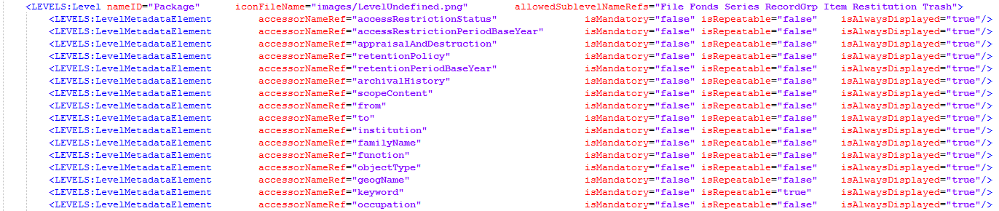 <LEVELS:Level nameID="Package" iconFileName="images/LevelUndefined.png" allowedSublevelNameRefs="File Fonds Series RecordGrp Item Restitution Trash">
<LEVELS:LevelMetadataElement accessorNameRef="accessRestrictionStatus" isMandatory="false" isRepeatable="false" isAlwaysDisplayed="true"/>
<LEVELS:LevelMetadataElement accessorNameRef="accessRestrictionPeriodBaseYear" isMandatory="false" isRepeatable="false" isAlwaysDisplayed="true"/>
<LEVELS:LevelMetadataElement accessorNameRef="appraisalAndDestruction" isMandatory="false" isRepeatable="false" isAlwaysDisplayed="true"/>
<LEVELS:LevelMetadataElement accessorNameRef="retentionPolicy" isMandatory="false" isRepeatable="false" isAlwaysDisplayed="true"/>
<LEVELS:LevelMetadataElement accessorNameRef="retentionPeriodBaseYear" isMandatory="false" isRepeatable="false" isAlwaysDisplayed="true"/>
<LEVELS:LevelMetadataElement accessorNameRef="archivalHistory" isMandatory="false" isRepeatable="false" isAlwaysDisplayed="true"/>
<LEVELS:LevelMetadataElement accessorNameRef="scopeContent" isMandatory="false" isRepeatable="false" isAlwaysDisplayed="true"/>
<LEVELS:LevelMetadataElement accessorNameRef="from" isMandatory="false" isRepeatable="false" isAlwaysDisplayed="true"/>
<LEVELS:LevelMetadataElement accessorNameRef="to" isMandatory="false" isRepeatable="false" isAlwaysDisplayed="true"/>
<LEVELS:LevelMetadataElement accessorNameRef="institution" isMandatory="false" isRepeatable="false" isAlwaysDisplayed="true"/>
<LEVELS:LevelMetadataElement accessorNameRef="familyName" isMandatory="false" isRepeatable="false" isAlwaysDisplayed="true"/>
<LEVELS:LevelMetadataElement accessorNameRef="function" isMandatory="false" isRepeatable="false" isAlwaysDisplayed="true"/>
<LEVELS:LevelMetadataElement accessorNameRef="objectType" isMandatory="false" isRepeatable="false" isAlwaysDisplayed="true"/>
<LEVELS:LevelMetadataElement accessorNameRef="geogName" isMandatory="false" isRepeatable="false" isAlwaysDisplayed="true"/>
<LEVELS:LevelMetadataElement accessorNameRef="keyword" isMandatory="false" isRepeatable="true" isAlwaysDisplayed="true"/>
<LEVELS:LevelMetadataElement accessorNameRef="occupation" isMandatory="false" isRepeatable="false" isAlwaysDisplayed="true"/>